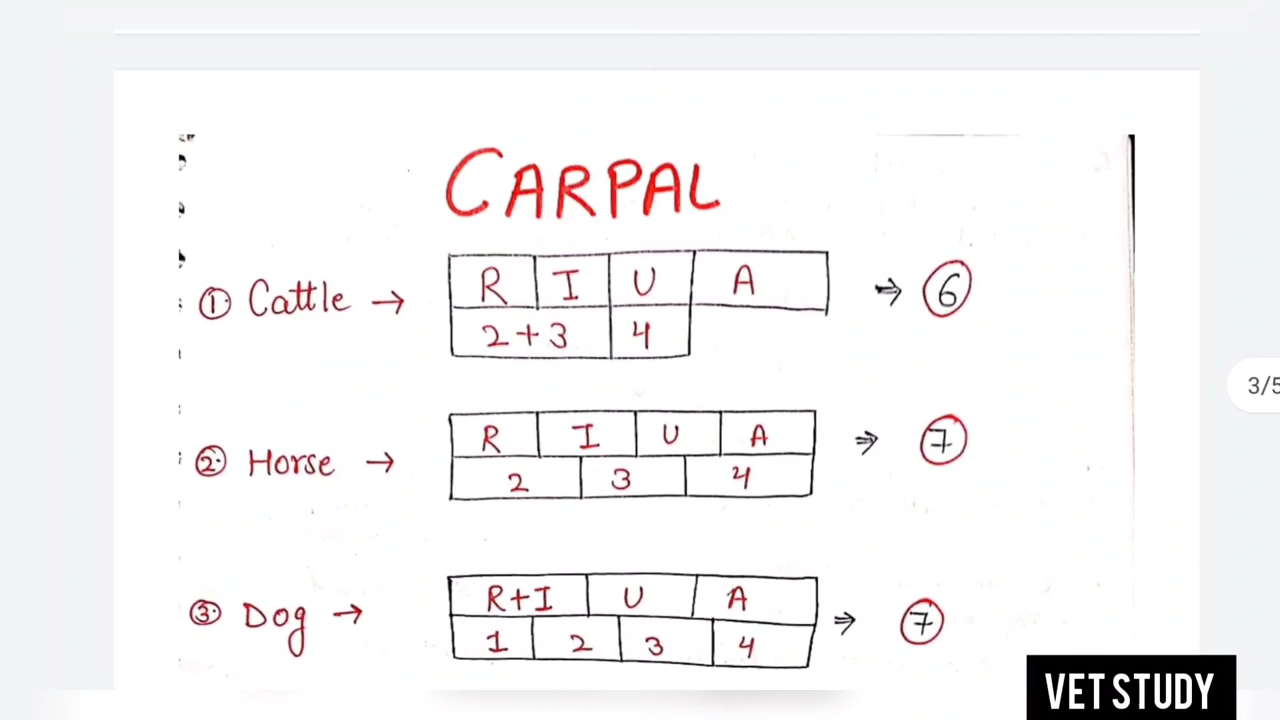 CARPAL
① Cattle → R I U A ⇒ ⑥
2+3 4
② Horse → R I U A ⇒ ⑦
2 3 4
③ Dog → R+I U A ⇒ ⑦
1 2 3 4
3/5
VET STUDY